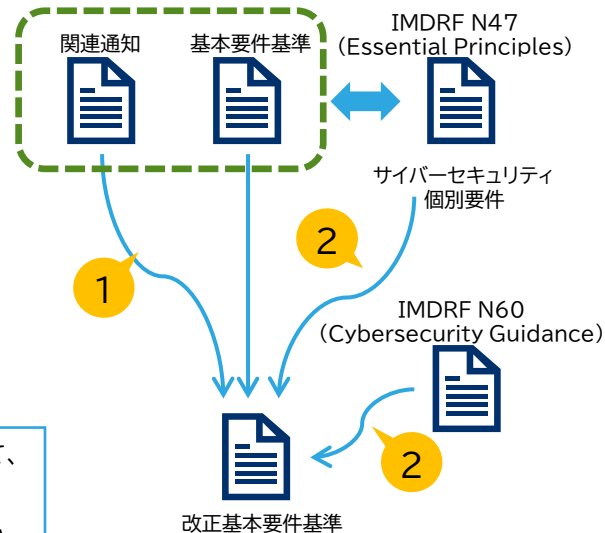 関連通知
基本要件基準
IMDRF N47
(Essential Principles)
サイバーセキュリティ
個別要件
1
2
IMDRF N60
(Cybersecurity Guidance)
2
改正基本要件基準
、